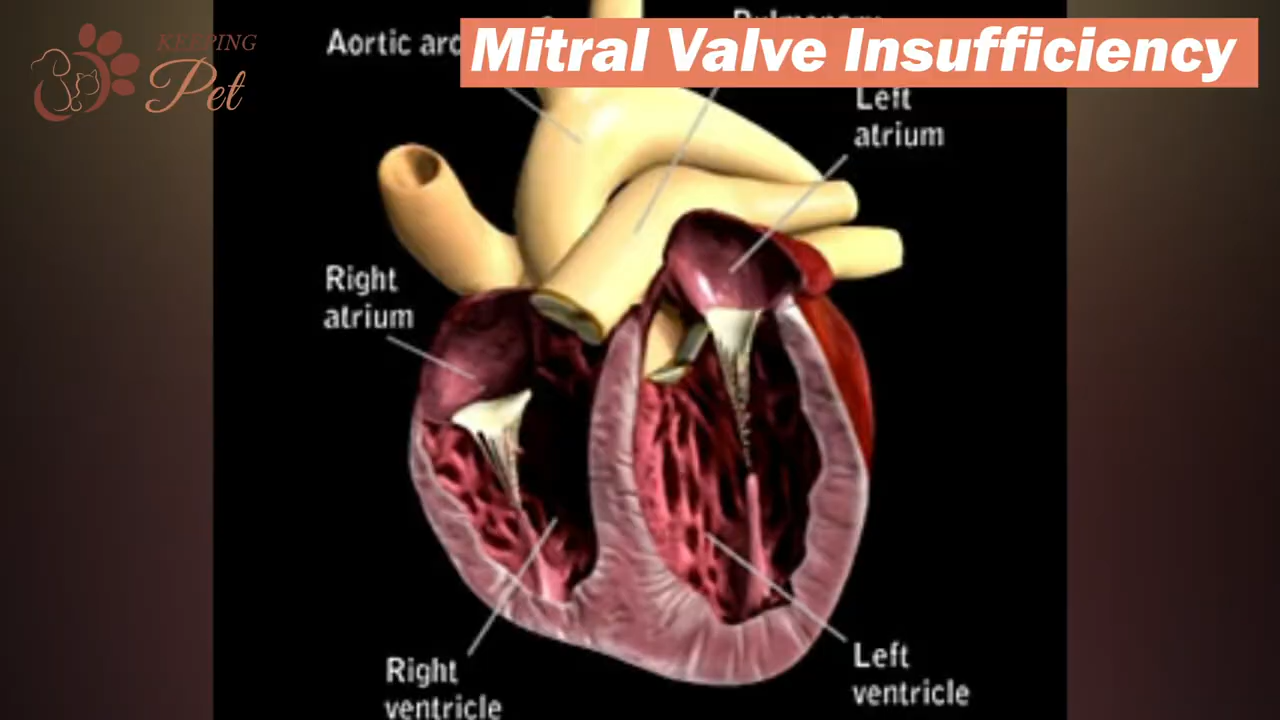 KEEPING
Pet
Mitral Valve Insufficiency
Aortic arc
Left
atrium
Right
atrium
Right
ventricle
Left
ventricle